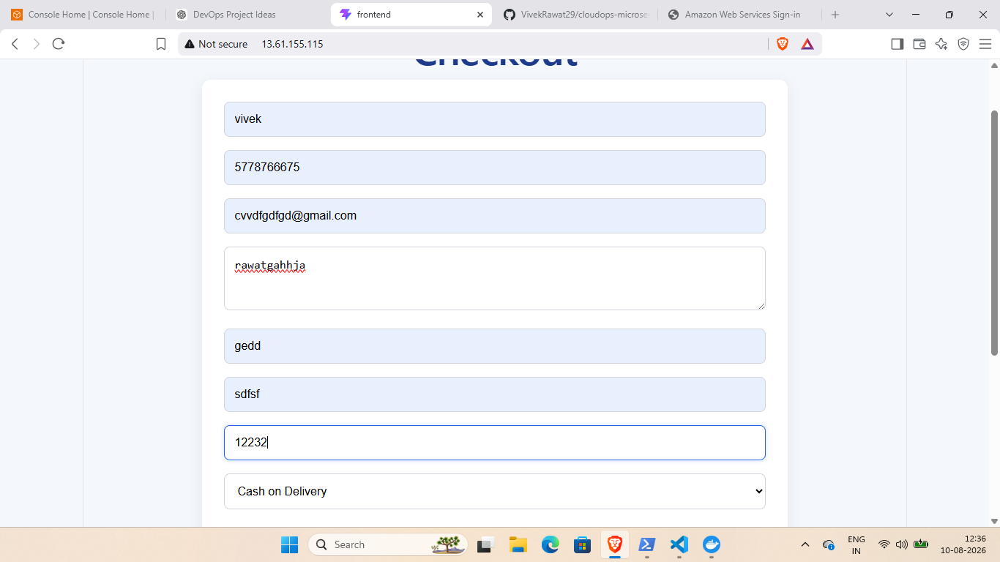 Console Home | Console Home |
DevOps Project Ideas
frontend
VivekRawat29/cloudops-microse
Amazon Web Services Sign-in
Not secure
13.61.155.115
Checkout
vivek
5778766675
cvvdfgdfgd@gmail.com
rawatgahhja
gedd
sdfsf
12232
Cash on Delivery
Search
ENG
IN
12:36
10-08-2026